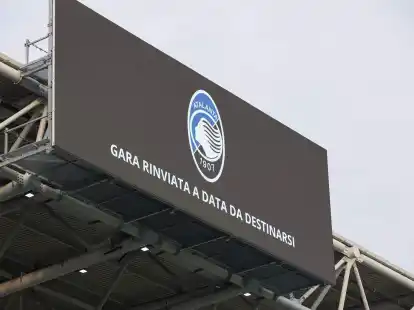 ATALANTA
1907
GARA RINVIATA A DATA DA DESTINARSI